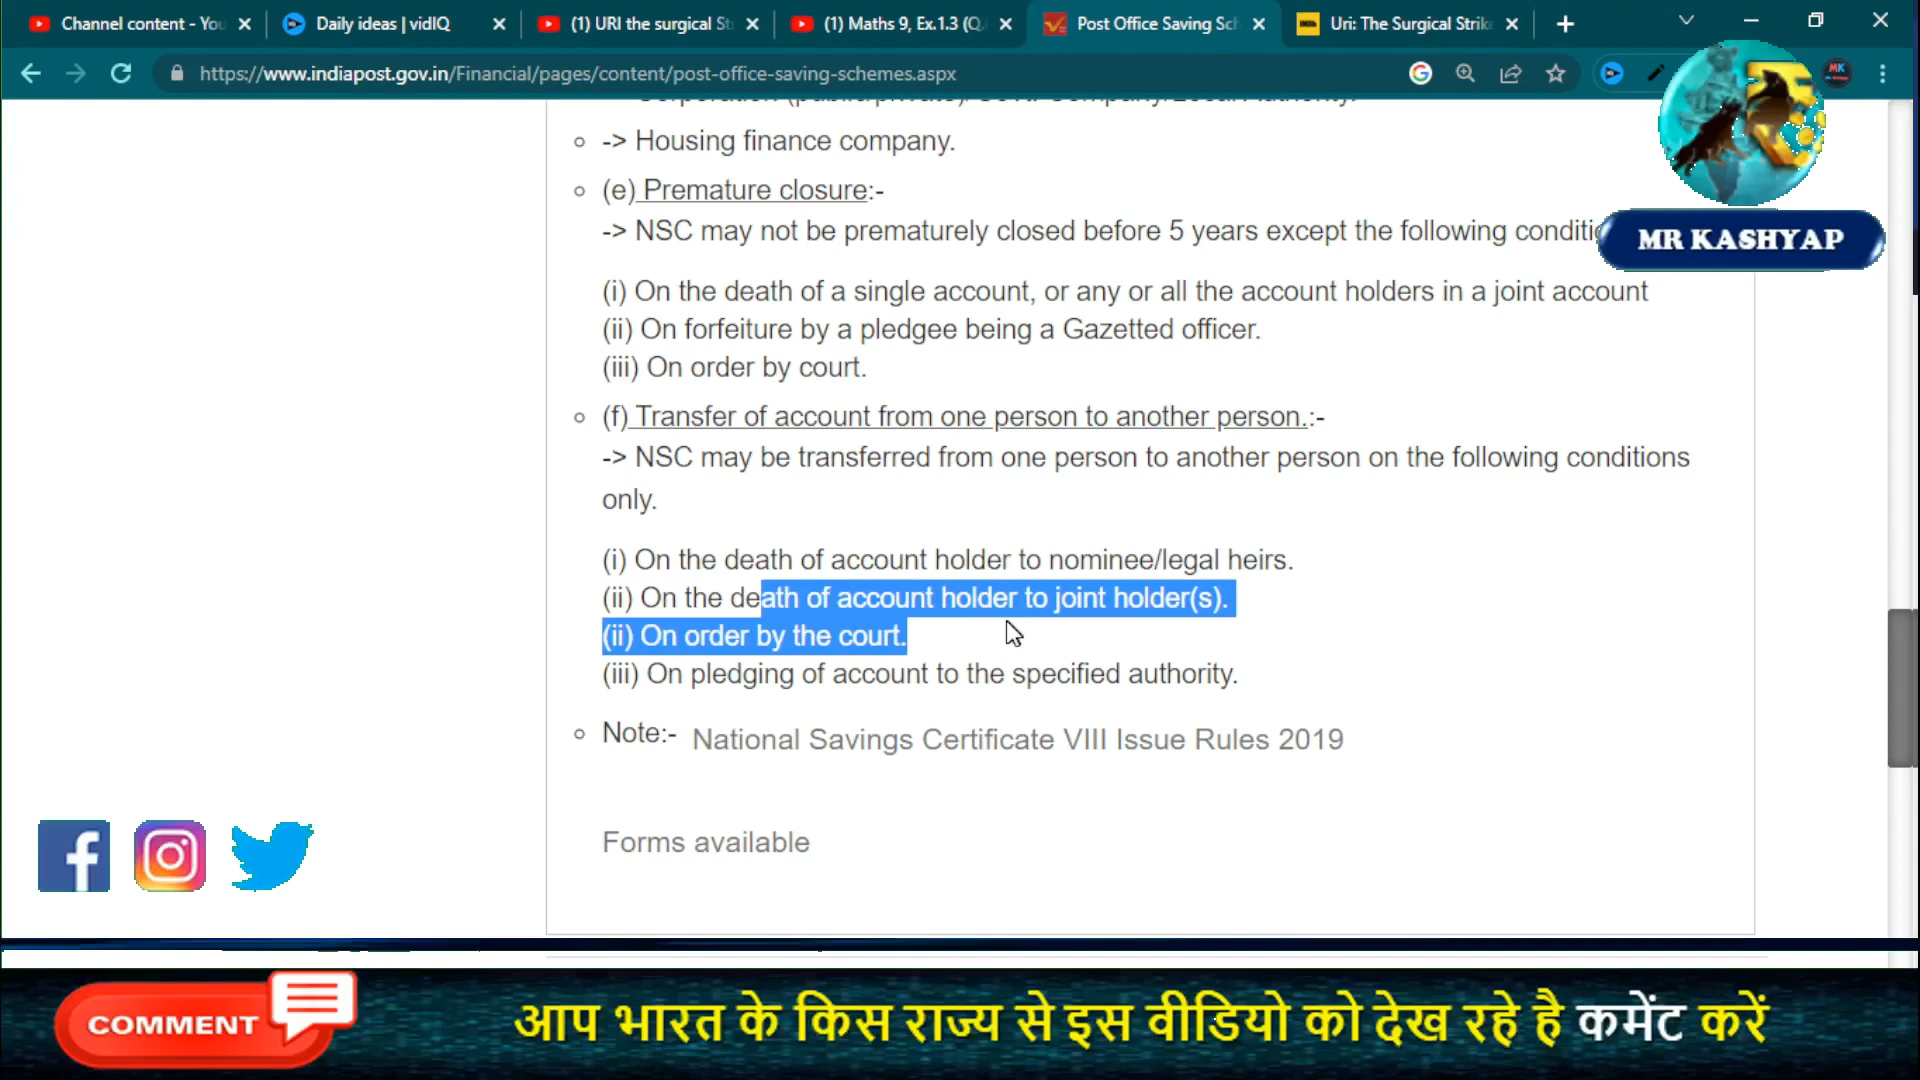 Channel content - You
Daily ideas | vidIQ
(1) URI the surgical St
(1) Maths 9, Ex.1.3 (Q.
Post Office Saving Sch
Uri: The Surgical Strike
https://www.indiapost.gov.in/Financial/pages/content/post-office-saving-schemes.aspx
MK
-> Housing finance company.
(e) Premature closure:-
-> NSC may not be prematurely closed before 5 years except the following conditi
MR KASHYAP
(i) On the death of a single account, or any or all the account holders in a joint account
(ii) On forfeiture by a pledgee being a Gazetted officer.
(iii) On order by court.
(f) Transfer of account from one person to another person.:-
-> NSC may be transferred from one person to another person on the following conditions
only.
(i) On the death of account holder to nominee/legal heirs.
(ii) On the death of account holder to joint holder(s).
(ii) On order by the court.
(iii) On pledging of account to the specified authority.
Note:- National Savings Certificate VIII Issue Rules 2019
Forms available
COMMENT
आप भारत के किस राज्य से इस वीडियो को देख रहे है कमेंट करें